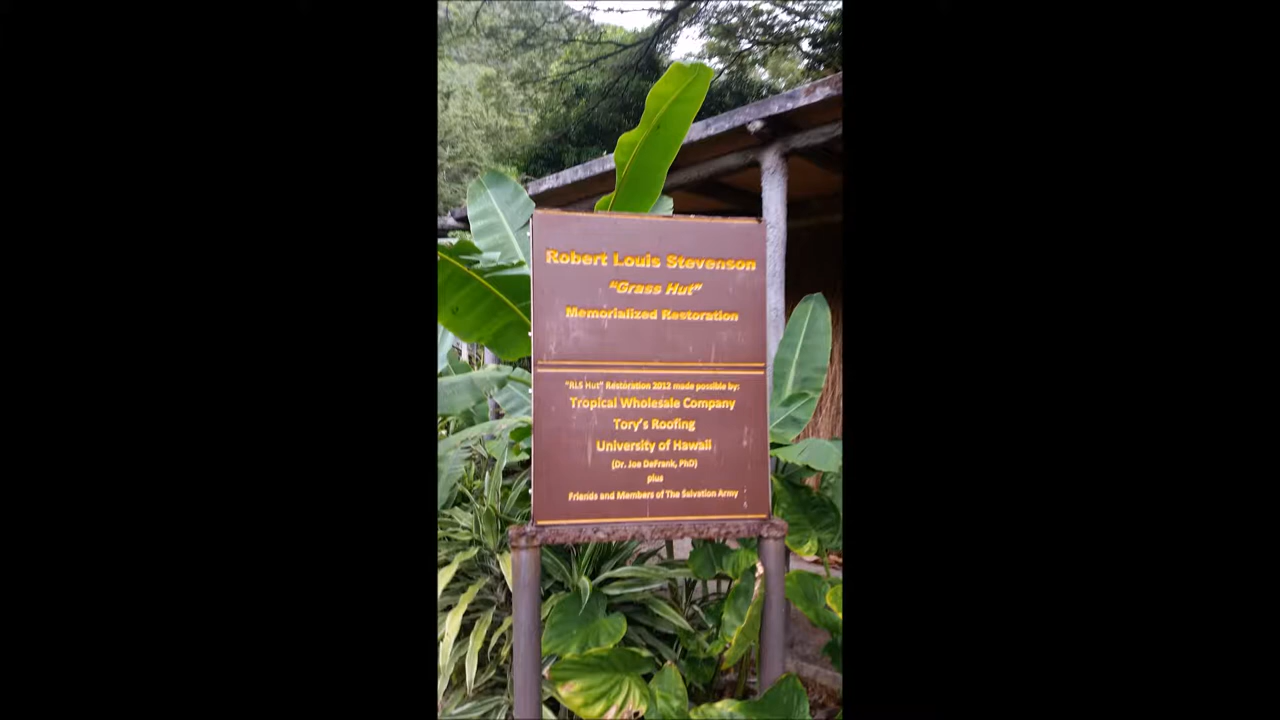 Robert Louis Stevenson
"Grass Hut"
Memorialized Restoration
"RLS Hut" Restoration 2012 made possible by:
Tropical Wholesale Company
Tory's Roofing
University of Hawaii
(Dr. Joe DeFrank, PhD)
plus
Friends and Members of The Salvation Army